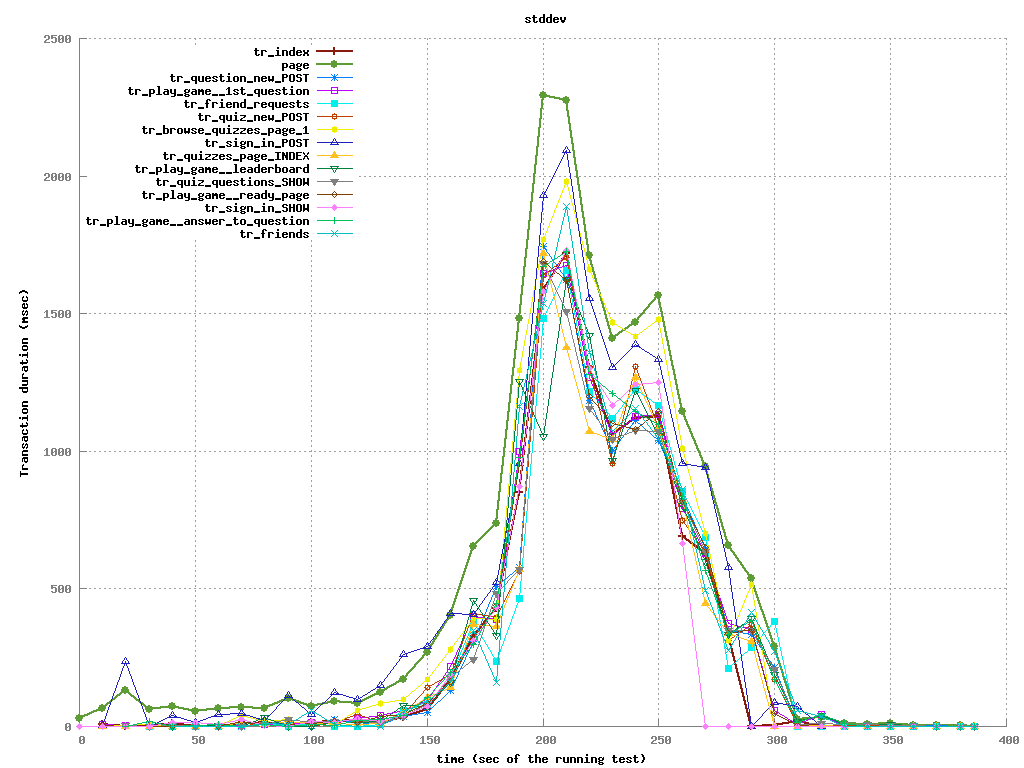 stddev
2500
2000
1500
1000
500
0
tr_index
page
tr_question_new_POST
tr_play_game__1st_question
tr_friend_requests
tr_quiz_new_POST
tr_browse_quizzes_page_1
tr_sign_in_POST
tr_quizzes_page_INDEX
tr_play_game__leaderboard
tr_quiz_questions_SHOW
tr_play_game__ready_page
tr_sign_in_SHOW
tr_play_game__answer_to_question
tr_friends
Transaction duration (msec)
0 50 100 150 200 250 300 350 400
time (sec of the running test)